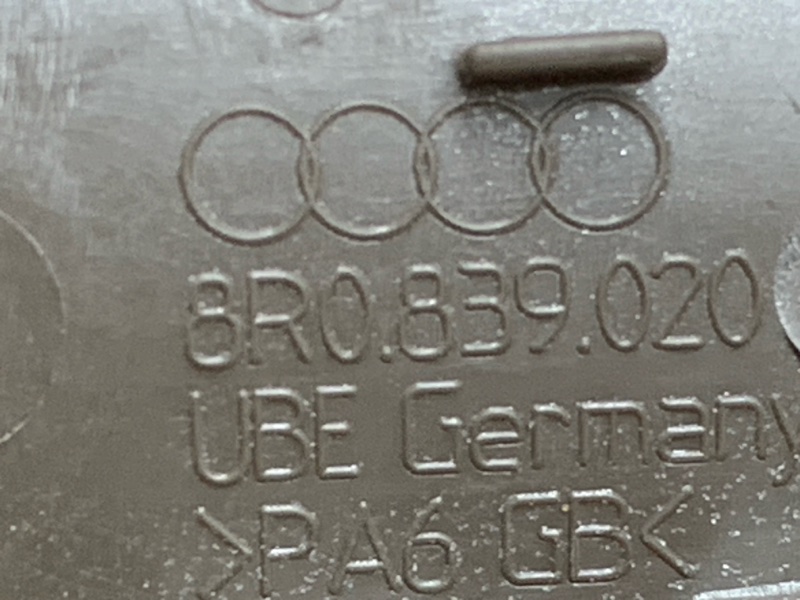 8R0.839.020
UBE Germany
>PA6 GB<